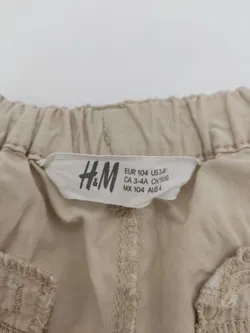 H&M
EUR 104 US 3-4Y
CA 3-4A CN 110/50
MX 104 AUS 4